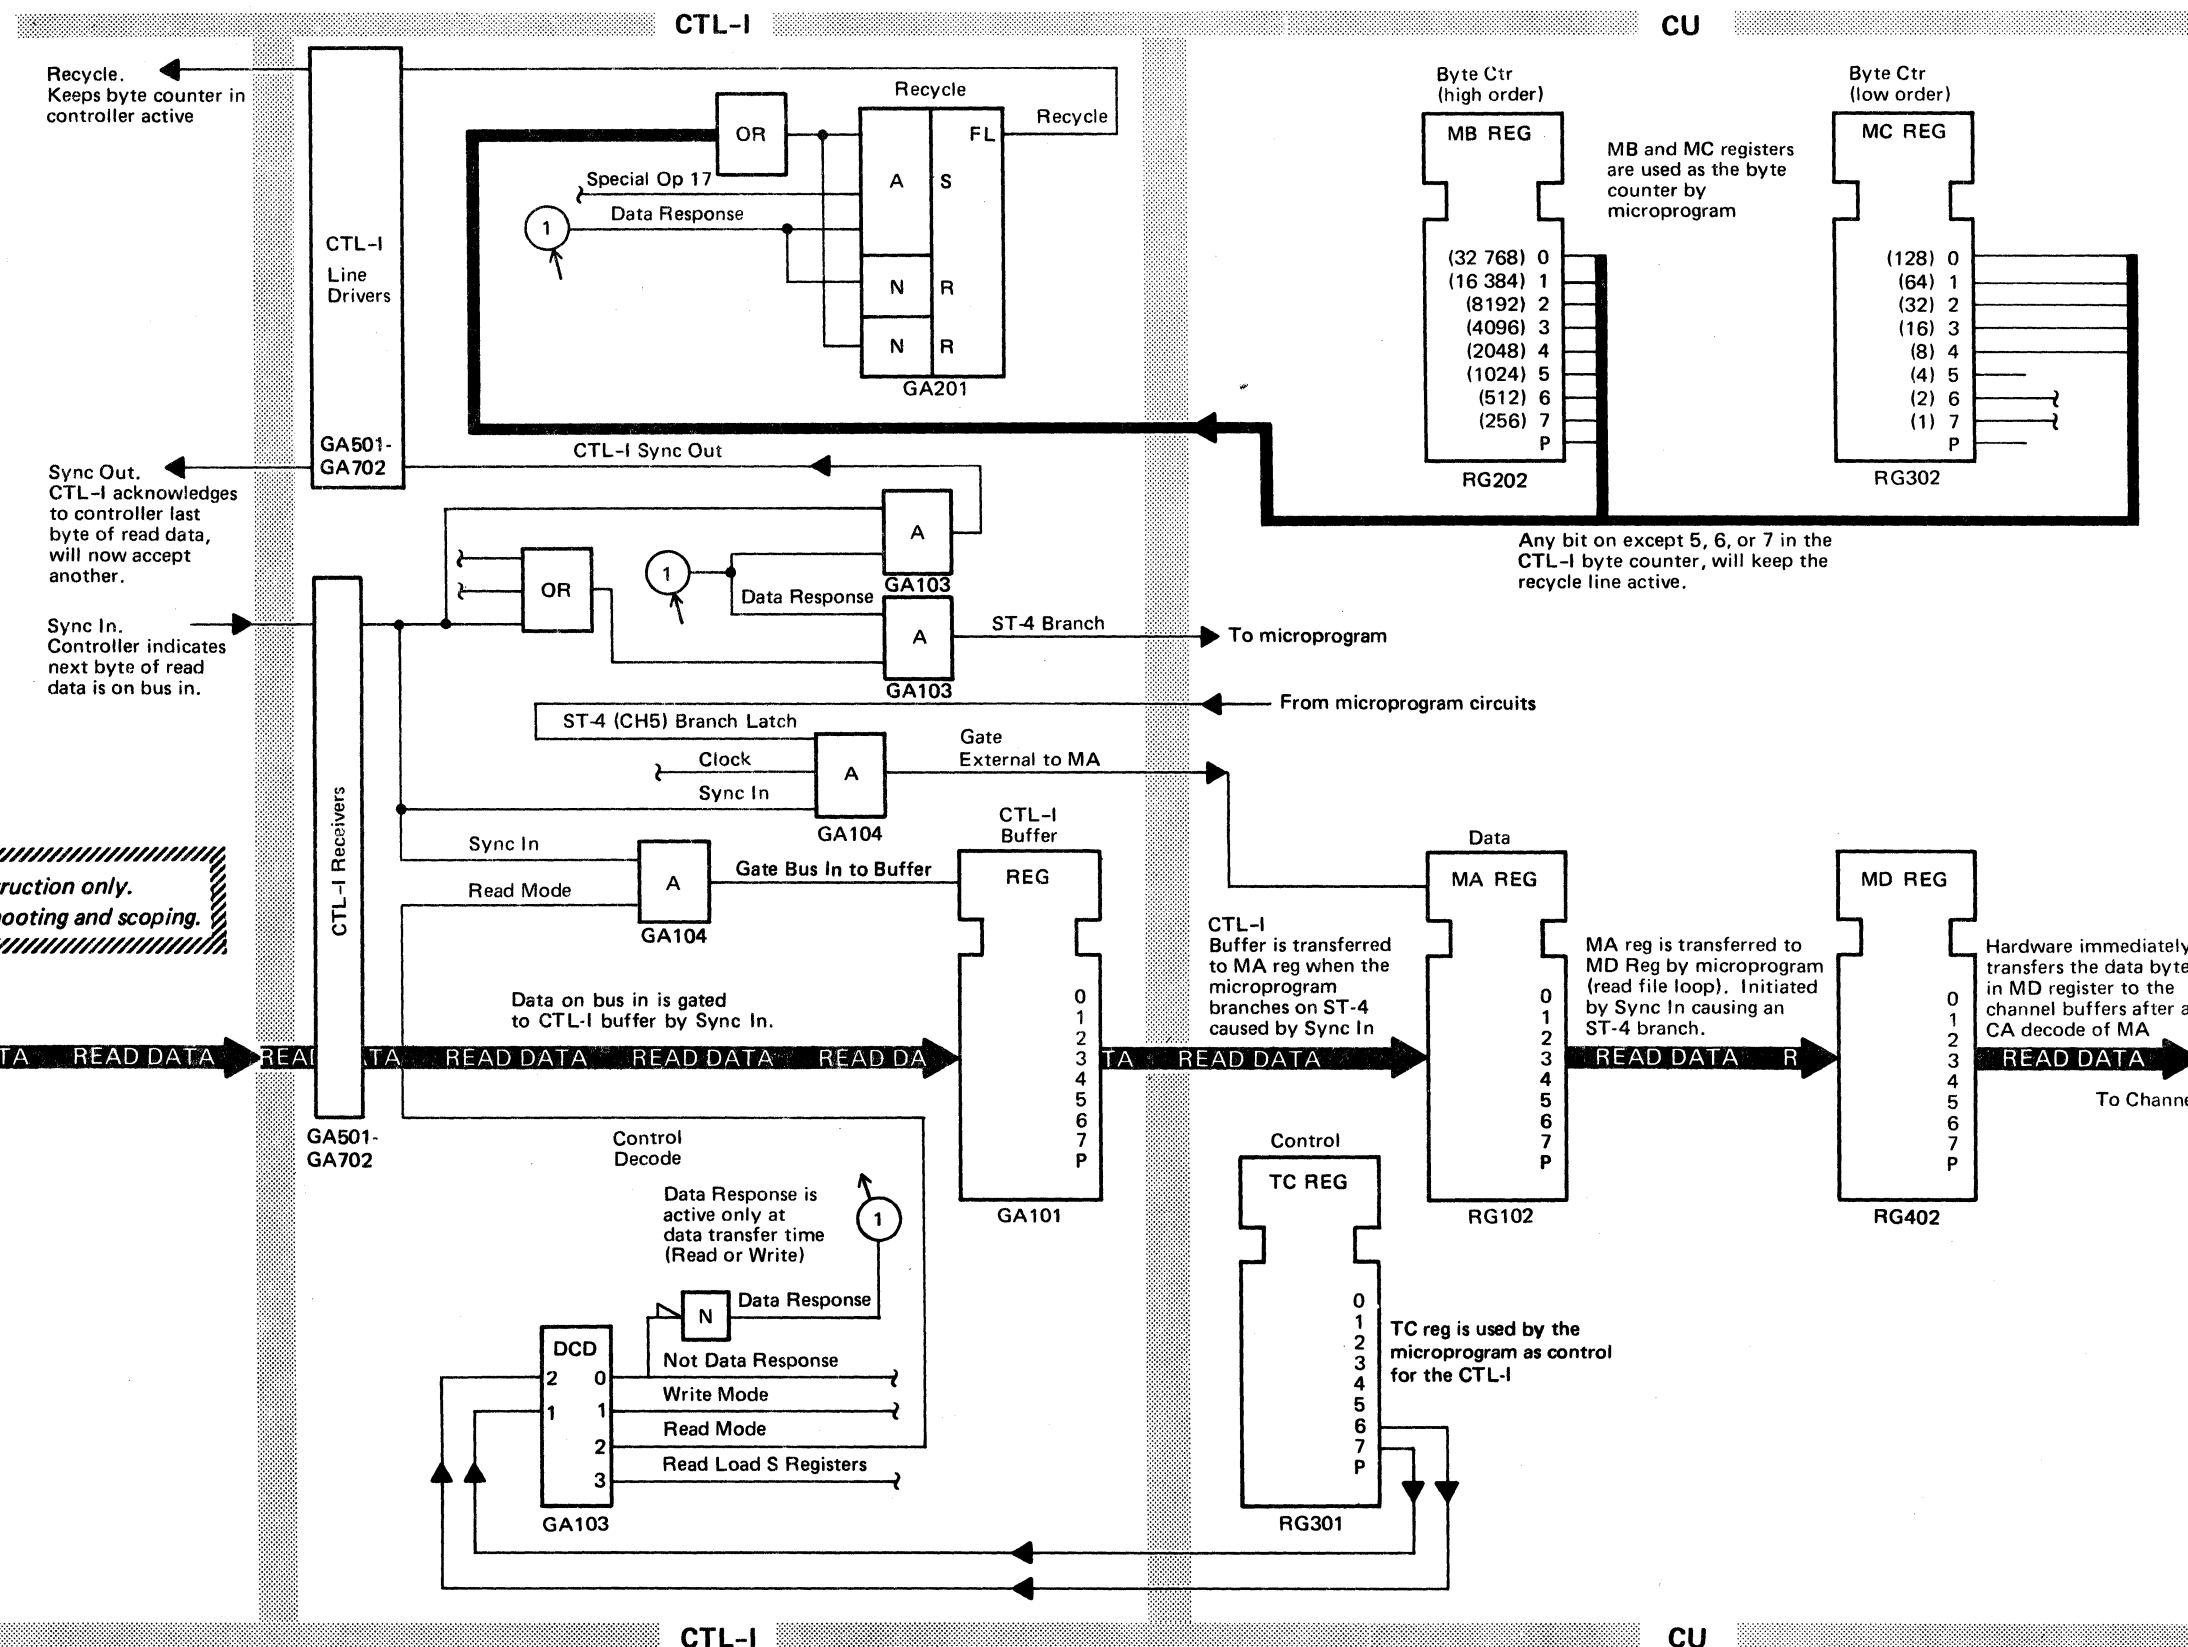 CTL-I
CU
Recycle.
Keeps byte counter in
controller active
CTL-I
Line
Drivers
GA501-
GA702
Recycle
OR
A
S
FL
Recycle
Special Op 17
Data Response
1
N
R
N
R
GA201
Byte Ctr
(high order)
MB REG
(32 768) 0
(16 384) 1
(8192) 2
(4096) 3
(2048) 4
(1024) 5
(512) 6
(256) 7
P
RG202
MB and MC registers
are used as the byte
counter by
microprogram
Byte Ctr
(low order)
MC REG
(128) 0
(64) 1
(32) 2
(16) 3
(8) 4
(4) 5
(2) 6
(1) 7
P
RG302
Any bit on except 5, 6, or 7 in the
CTL-I byte counter, will keep the
recycle line active.
Sync Out.
CTL-I acknowledges
to controller last
byte of read data,
will now accept
another.
CTL-I Sync Out
A
GA103
OR
1
Data Response
A
GA103
ST-4 Branch
To microprogram
Sync In.
Controller indicates
next byte of read
data is on bus in.
From microprogram circuits
ST-4 (CH5) Branch Latch
Clock
Sync In
A
GA104
Gate
External to MA
CTL-I Receivers
GA501-
GA702
Sync In
Read Mode
A
GA104
Gate Bus In to Buffer
CTL-I
Buffer
REG
0
1
2
3
4
5
6
7
P
GA101
ruction only.
ooting and scoping.
Data on bus in is gated
to CTL-I buffer by Sync In.
CTL-I
Buffer is transferred
to MA reg when the
microprogram
branches on ST-4
caused by Sync In
Data
MA REG
0
1
2
3
4
5
6
7
P
RG102
MA reg is transferred to
MD Reg by microprogram
(read file loop). Initiated
by Sync In causing an
ST-4 branch.
MD REG
0
1
2
3
4
5
6
7
P
RG402
Hardware immediately
transfers the data byte
in MD register to the
channel buffers after a
CA decode of MA
TA READ DATA READ DATA READ DATA READ DATA READ DATA READ DATA READ DATA R READ DATA
To Channe
Control
Decode
Data Response is
active only at
data transfer time
(Read or Write)
1
N
Data Response
DCD
2
1
0
1
2
3
Not Data Response
Write Mode
Read Mode
Read Load S Registers
GA103
Control
TC REG
0
1
2
3
4
5
6
7
P
RG301
TC reg is used by the
microprogram as control
for the CTL-I
CTL-I
CU